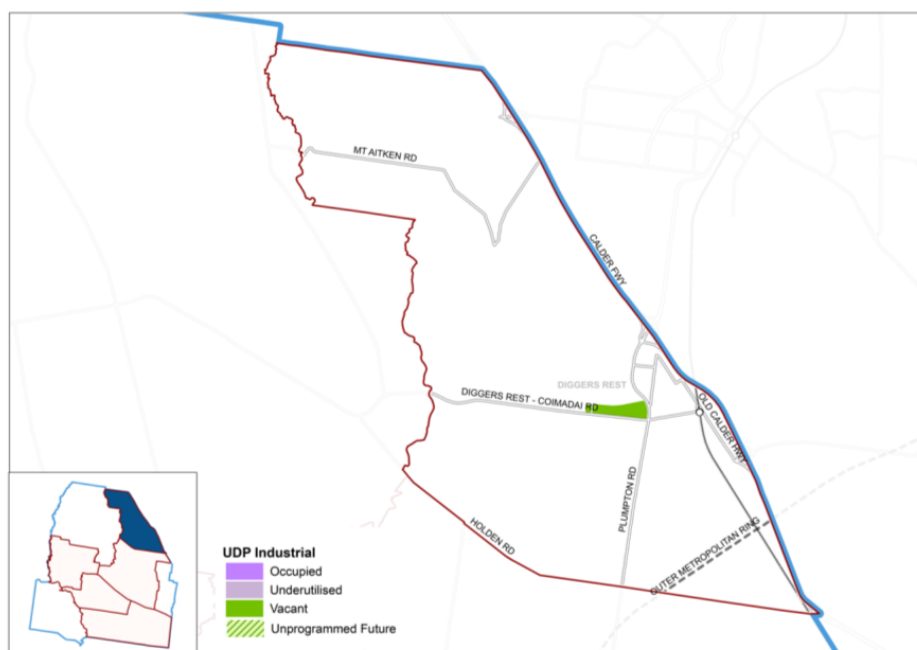 MT AITKEN RD
CALDER FWY
DIGGERS REST
DIGGERS REST - COIMADAI RD
OLD CALDER HWY
PLUMPTON RD
HOLDEN RD
OUTER METROPOLITAN RING
UDP Industrial
Occupied
Underutilised
Vacant
Unprogrammed Future